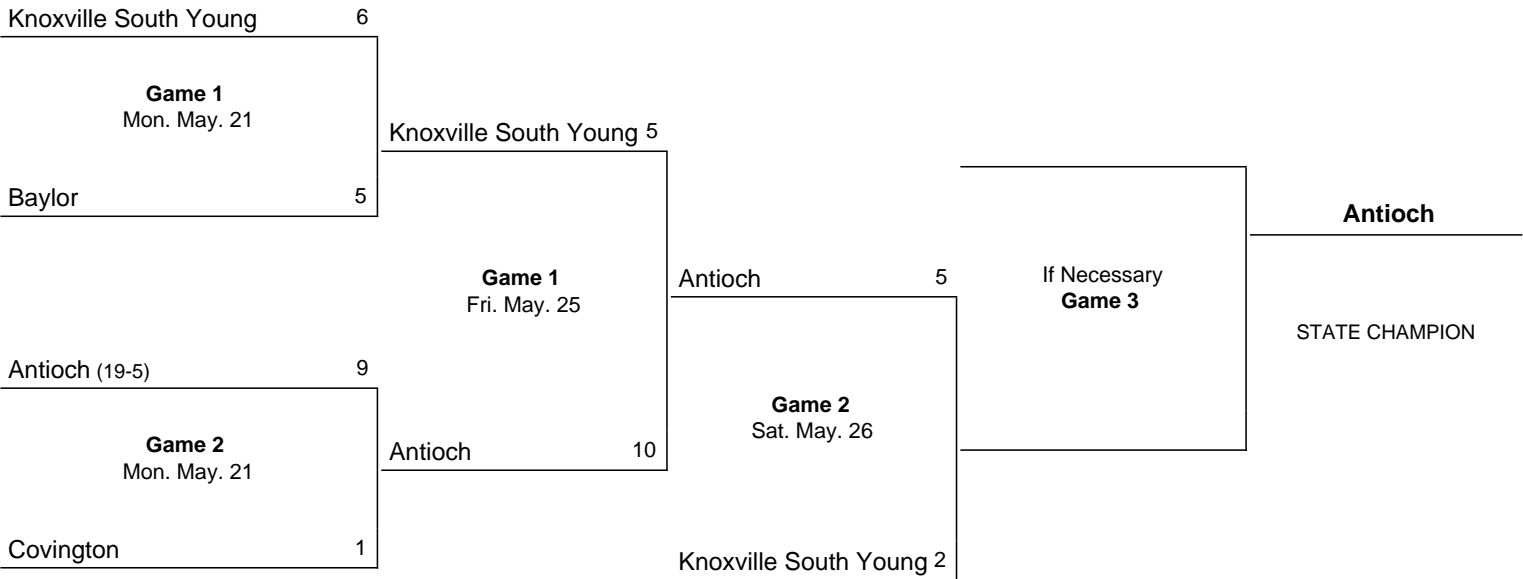 Knoxville South Young 6
Game 1
Mon. May. 21
Baylor 5
Knoxville South Young 5
Game 1
Fri. May. 25
Antioch (19-5) 9
Game 2
Mon. May. 21
Covington 1
Antioch 10
Antioch 5
Game 2
Sat. May. 26
Knoxville South Young 2
If Necessary
Game 3
Antioch
STATE CHAMPION